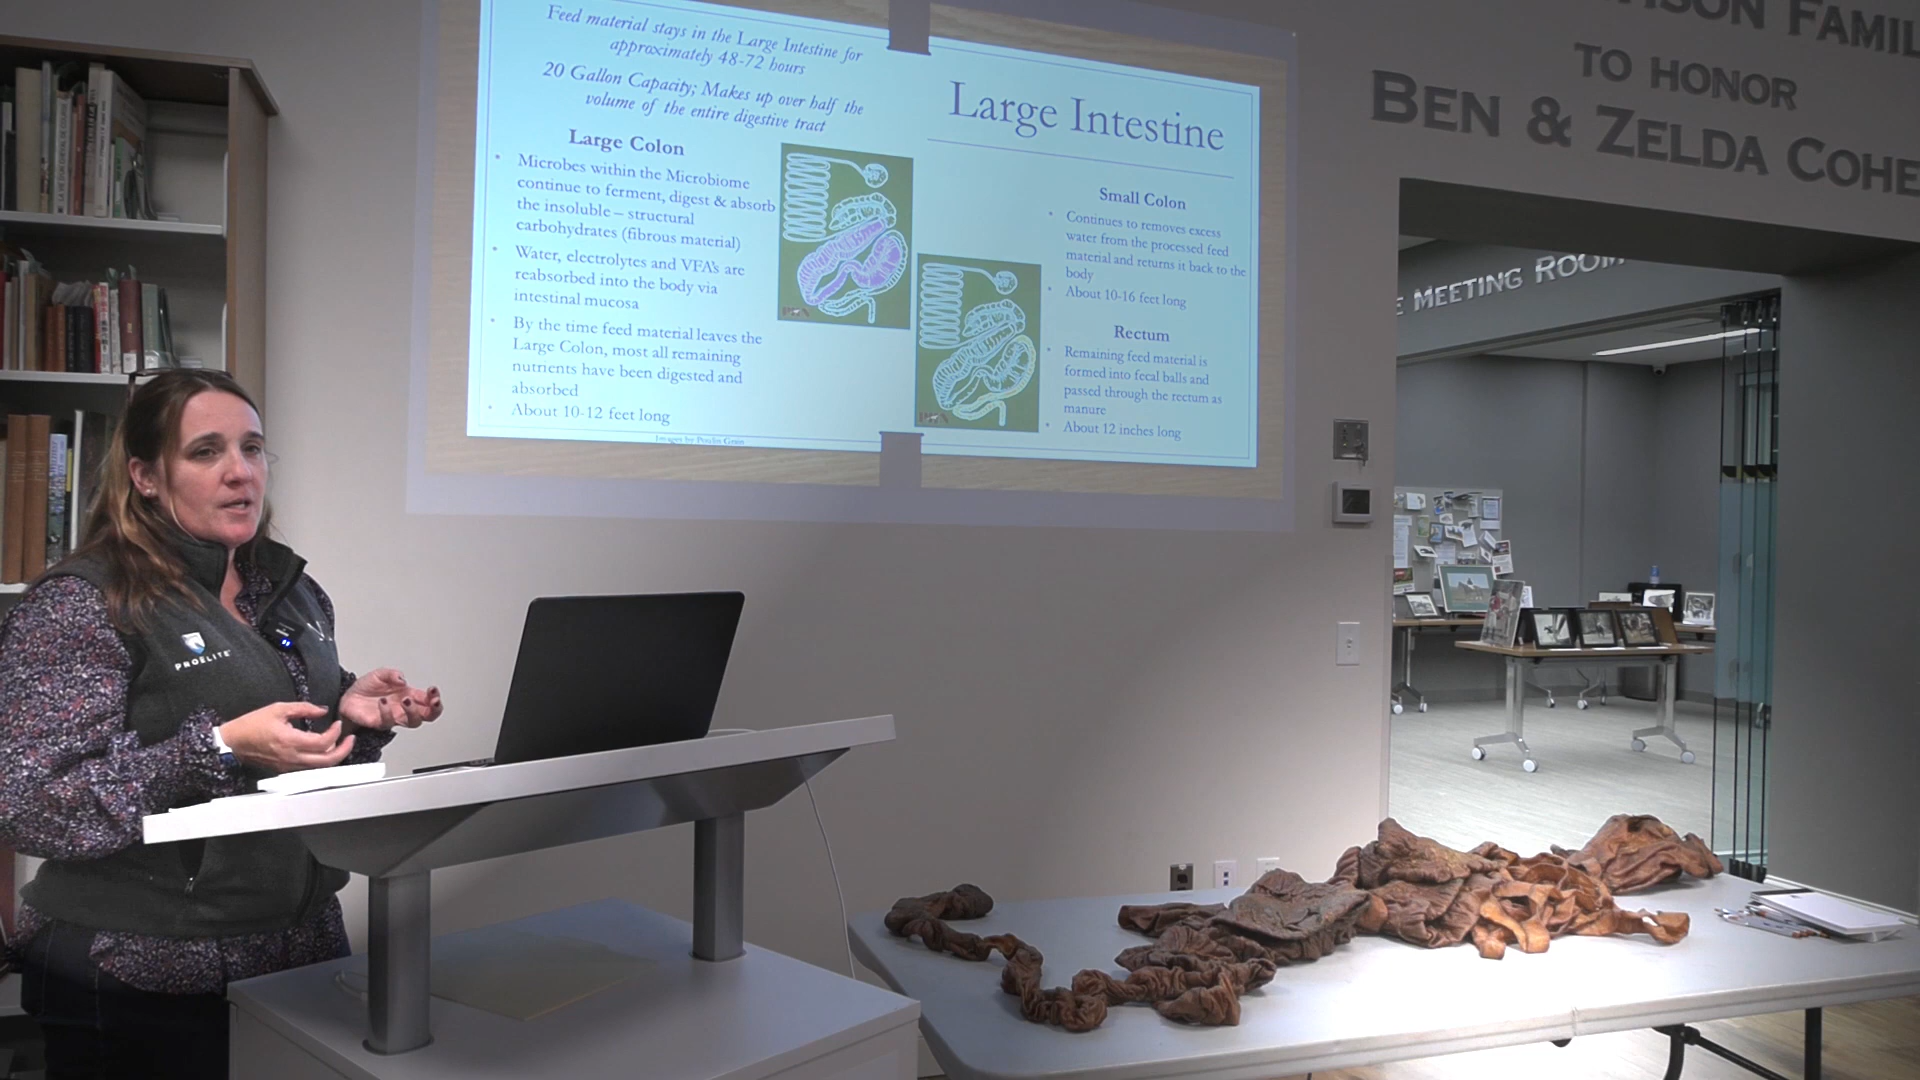 Feed material stays in the Large Intestine for
approximately 48-72 hours
20 Gallon Capacity; Makes up over half the
volume of the entire digestive tract
Large Colon
• Microbes within the Microbiome
continue to ferment, digest & absorb
the insoluble – structural
carbohydrates (fibrous material)
• Water, electrolytes and VFA's are
reabsorbed into the body via
intestinal mucosa
• By the time feed material leaves the
Large Colon, most all remaining
nutrients have been digested and
absorbed
• About 10-12 feet long
Large Intestine
Small Colon
• Continues to removes excess
water from the processed feed
material and returns it back to the
body
• About 10-16 feet long
Rectum
• Remaining feed material is
formed into fecal balls and
passed through the rectum as
manure
• About 12 inches long
FAMIL
TO HONOR
BEN & ZELDA COHE
E MEETING ROOM
PROELITE